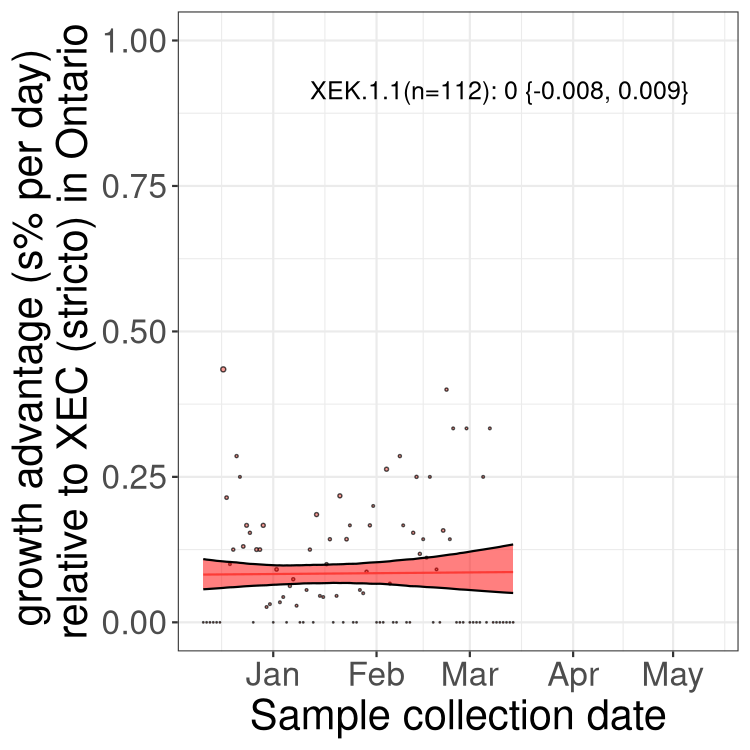 growth advantage (s% per day)
relative to XEC (stricto) in Ontario
1.00
0.75
0.50
0.25
0.00
XEK.1.1(n=112): 0 {-0.008, 0.009}
Jan
Feb
Mar
Apr
May
Sample collection date